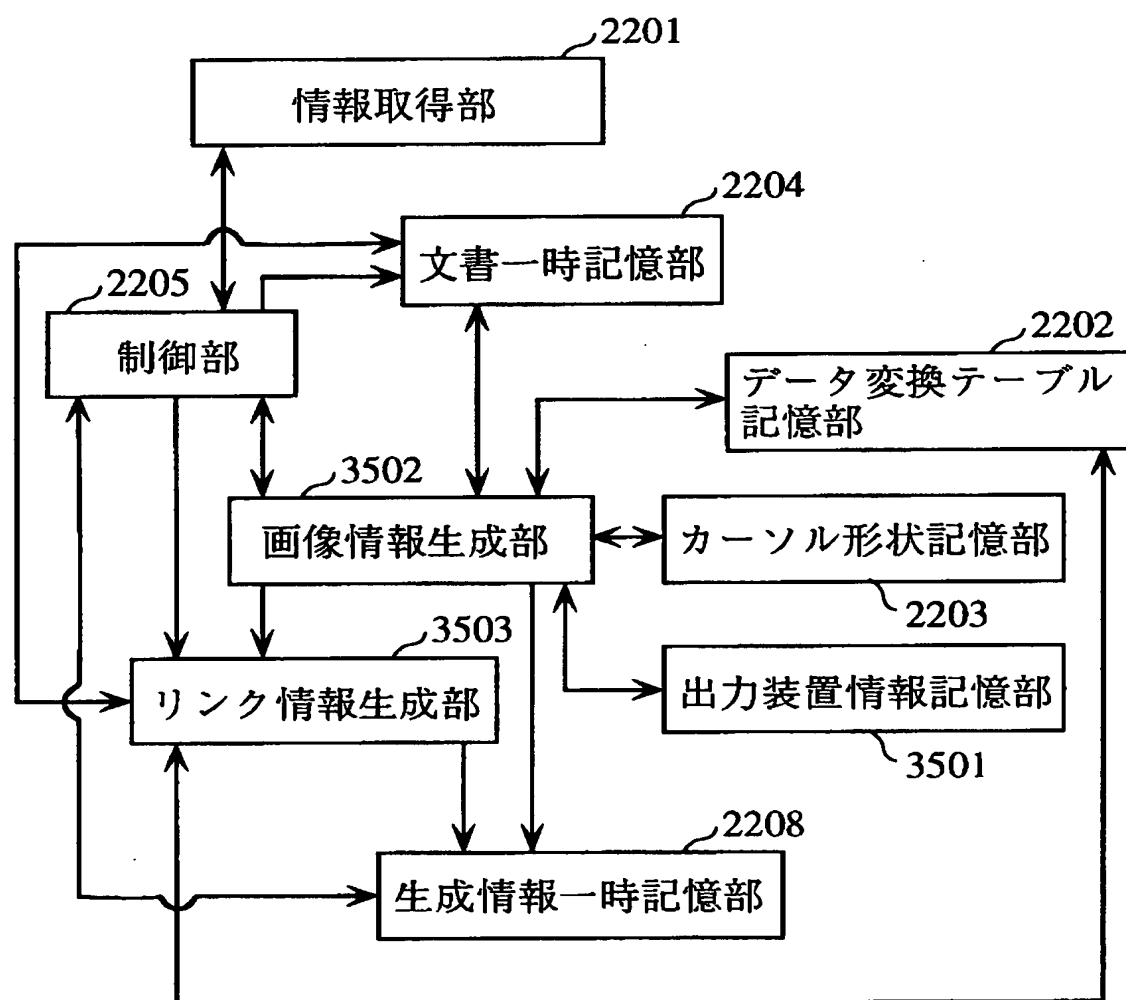 2201
情報取得部
2204
文書一時記憶部
2205
制御部
2202
データ変換テーブル
記憶部
3502
画像情報生成部
カーソル形状記憶部
2203
3503
リンク情報生成部
出力装置情報記憶部
3501
2208
生成情報一時記憶部